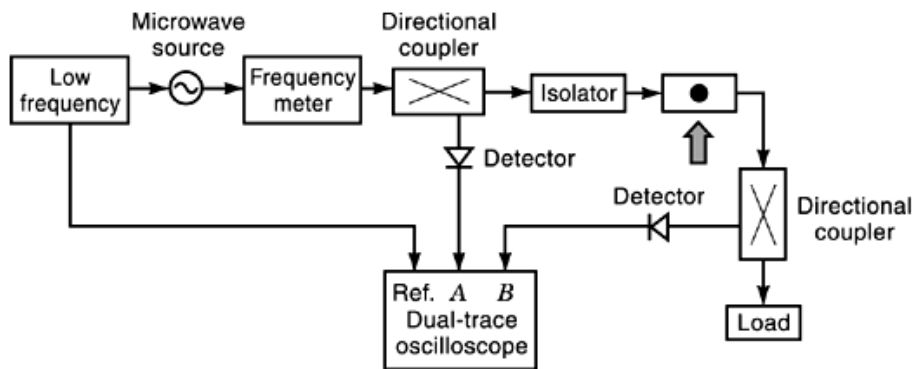 Microwave
source
Directional
coupler
Low
frequency
Frequency
meter
Isolator
Detector
Detector
Directional
coupler
Ref. A B
Dual-trace
oscilloscope
Load